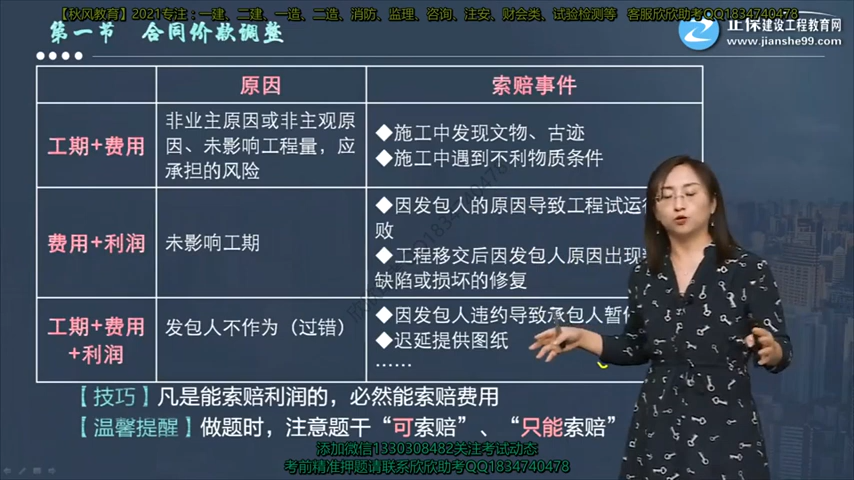 【秋风教育】2021专注：一建、二建、一造、二造、消防、监理、咨询、注安、财会类、试验检测等 客服欣欣助考QQ1834740478
第一节 合同价款调整
正保建设工程教育网
www.jianshe99.com
原因
索赔事件
工期+费用
非业主原因或非主观原
因、未影响工程量，应
承担的风险
◆施工中发现文物、古迹
◆施工中遇到不利物质条件
费用+利润
未影响工期
◆因发包人的原因导致工程试运行
败
◆工程移交后因发包人原因出现
缺陷或损坏的修复
工期+费用
+利润
发包人不作为（过错）
◆因发包人违约导致承包人暂停
◆迟延提供图纸
……
【技巧】凡是能索赔利润的，必然能索赔费用
【温馨提醒】做题时，注意题干“可索赔”、“只能索赔”
添加微信1330308482关注考试动态
考前精准押题请联系欣欣助考QQ1834740478